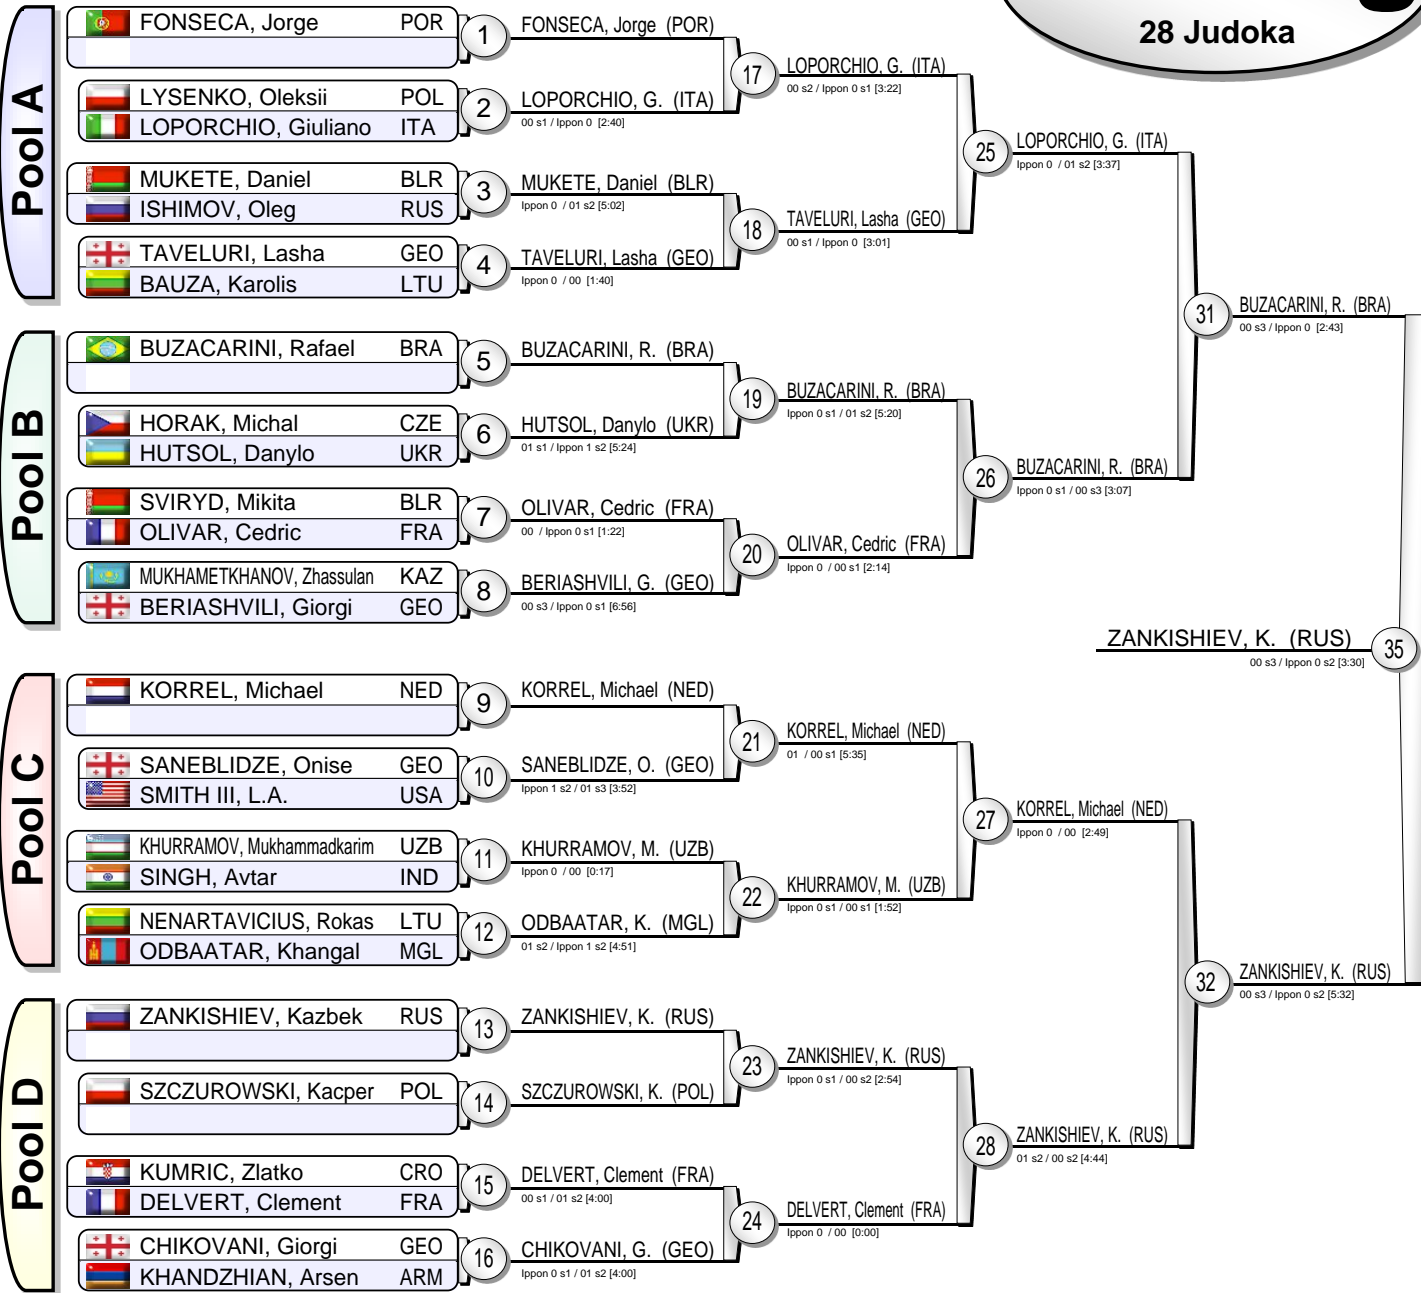 28 Judoka
Pool A
FONSECA, Jorge POR
1
FONSECA, Jorge (POR)
LYSENKO, Oleksii POL
LOPORCHIO, Giuliano ITA
2
LOPORCHIO, G. (ITA)
00 s1 / Ippon 0 [2:40]
17
LOPORCHIO, G. (ITA)
00 s2 / Ippon 0 s1 [3:22]
MUKETE, Daniel BLR
ISHIMOV, Oleg RUS
3
MUKETE, Daniel (BLR)
Ippon 0 / 01 s2 [5:02]
TAVELURI, Lasha GEO
BAUZA, Karolis LTU
4
TAVELURI, Lasha (GEO)
Ippon 0 / 00 [1:40]
18
TAVELURI, Lasha (GEO)
00 s1 / Ippon 0 [3:01]
25
LOPORCHIO, G. (ITA)
Ippon 0 / 01 s2 [3:37]
Pool B
BUZACARINI, Rafael BRA
5
BUZACARINI, R. (BRA)
HORAK, Michal CZE
HUTSOL, Danylo UKR
6
HUTSOL, Danylo (UKR)
01 s1 / Ippon 1 s2 [5:24]
19
BUZACARINI, R. (BRA)
Ippon 0 s1 / 01 s2 [5:20]
SVIRYD, Mikita BLR
OLIVAR, Cedric FRA
7
OLIVAR, Cedric (FRA)
00 / Ippon 0 s1 [1:22]
MUKHAMETKHANOV, Zhassulan KAZ
BERIASHVILI, Giorgi GEO
8
BERIASHVILI, G. (GEO)
00 s3 / Ippon 0 s1 [6:56]
20
OLIVAR, Cedric (FRA)
Ippon 0 / 00 s1 [2:14]
26
BUZACARINI, R. (BRA)
Ippon 0 s1 / 00 s3 [3:07]
31
BUZACARINI, R. (BRA)
00 s3 / Ippon 0 [2:43]
ZANKISHIEV, K. (RUS)
00 s3 / Ippon 0 s2 [3:30]
35
Pool C
KORREL, Michael NED
9
KORREL, Michael (NED)
SANEBLIDZE, Onise GEO
SMITH III, L.A. USA
10
SANEBLIDZE, O. (GEO)
Ippon 1 s2 / 01 s3 [3:52]
21
KORREL, Michael (NED)
01 / 00 s1 [5:35]
KHURRAMOV, Mukhammadkarim UZB
SINGH, Avtar IND
11
KHURRAMOV, M. (UZB)
Ippon 0 / 00 [0:17]
NENARTAVICIUS, Rokas LTU
ODBAATAR, Khangal MGL
12
ODBAATAR, K. (MGL)
01 s2 / Ippon 1 s2 [4:51]
22
KHURRAMOV, M. (UZB)
Ippon 0 s1 / 00 s1 [1:52]
27
KORREL, Michael (NED)
Ippon 0 / 00 [2:49]
Pool D
ZANKISHIEV, Kazbek RUS
13
ZANKISHIEV, K. (RUS)
SZCZUROWSKI, Kacper POL
14
SZCZUROWSKI, K. (POL)
23
ZANKISHIEV, K. (RUS)
Ippon 0 s1 / 00 s2 [2:54]
KUMRIC, Zlatko CRO
DELVERT, Clement FRA
15
DELVERT, Clement (FRA)
00 s1 / 01 s2 [4:00]
CHIKOVANI, Giorgi GEO
KHANDZHIAN, Arsen ARM
16
CHIKOVANI, G. (GEO)
Ippon 0 s1 / 01 s2 [4:00]
24
DELVERT, Clement (FRA)
Ippon 0 / 00 [0:00]
28
ZANKISHIEV, K. (RUS)
01 s2 / 00 s2 [4:44]
32
ZANKISHIEV, K. (RUS)
00 s3 / Ippon 0 s2 [5:32]